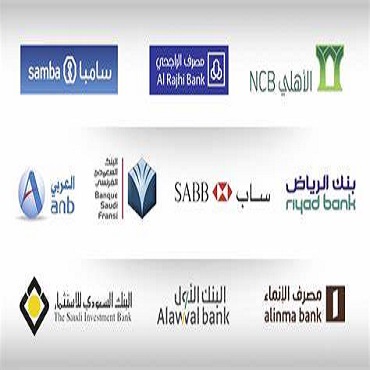 samba سامبا
مصرف الراجحي
Al Rajhi Bank
NCB الأهلي
العربي
anb
البنك
السعودي
الفرنسي
Banque
Saudi
Fransi
SABB ساب
بنك الرياض
riyad bank
البنك السعودي للاستثمار
The Saudi Investment Bank
البنك الأول
Alawwal bank
مصرف الإنماء
alinma bank